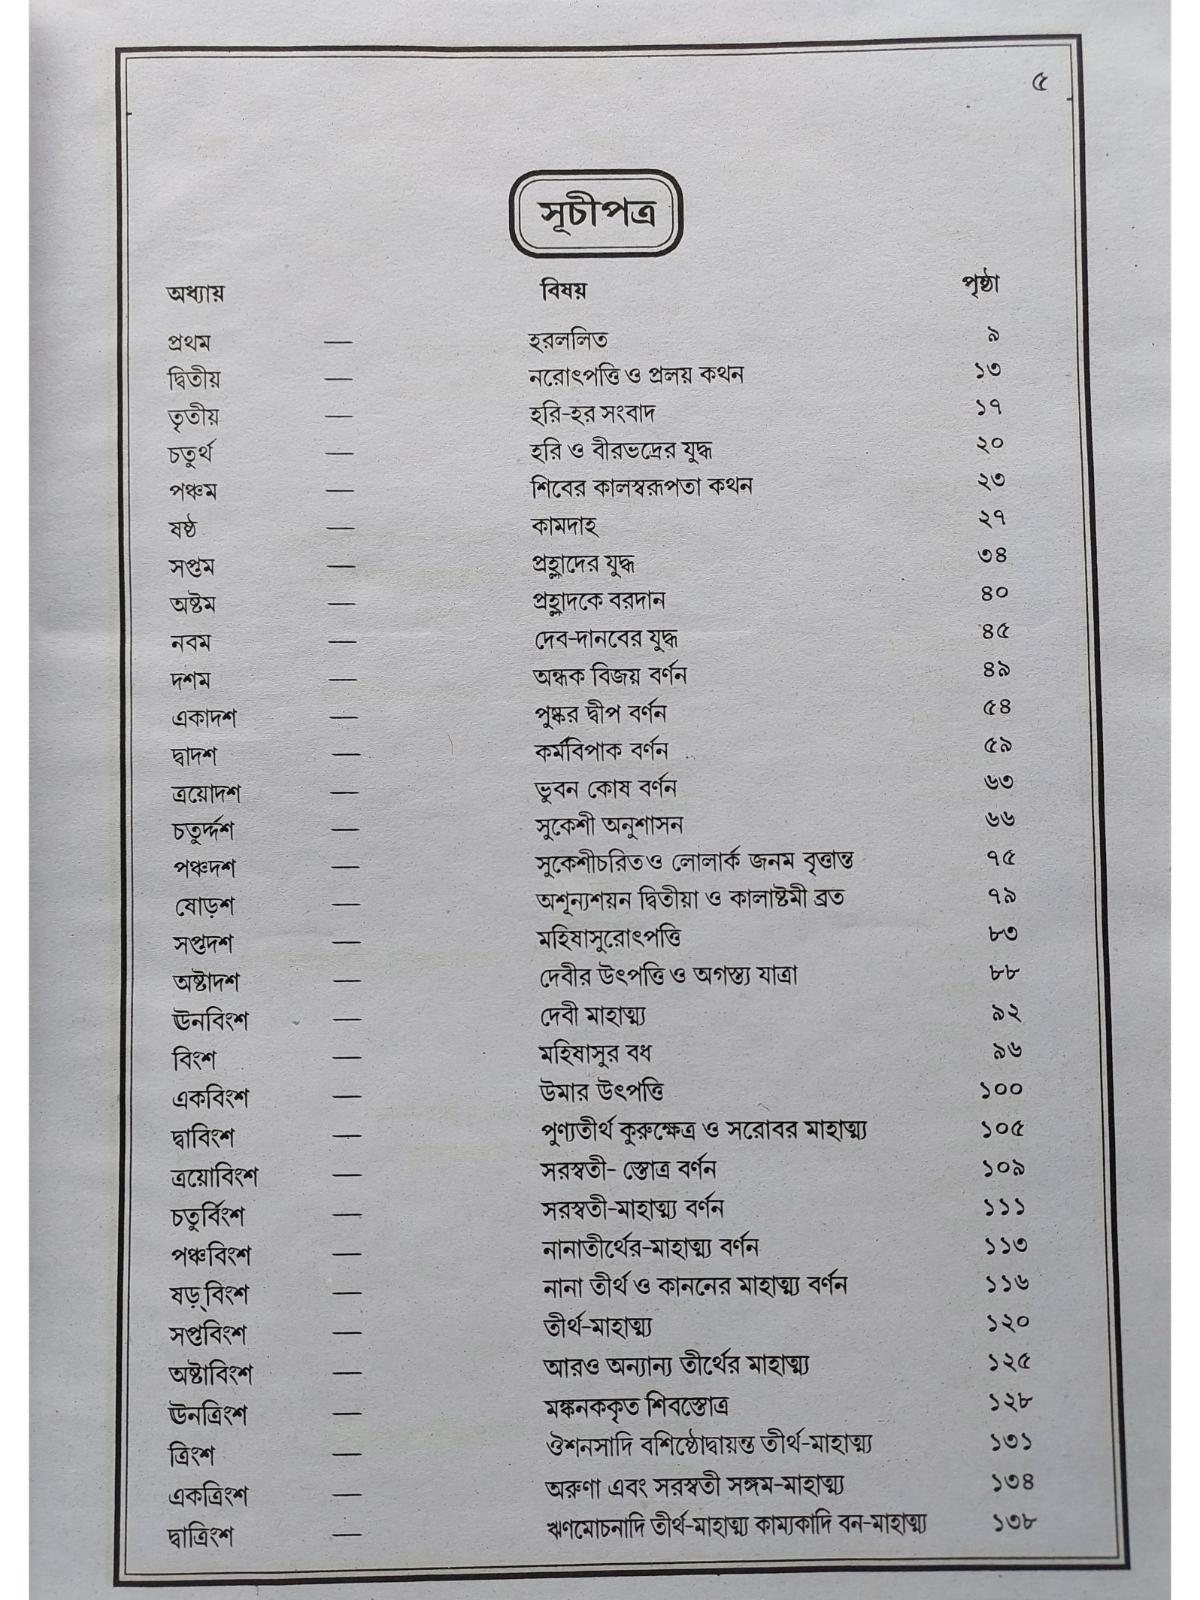 ৫
সূচীপত্র
অধ্যায় বিষয় পৃষ্ঠা
প্রথম — হরললিত ৯
দ্বিতীয় — নরোৎপত্তি ও প্রলয় কথন ১৩
তৃতীয় — হরি-হর সংবাদ ১৭
চতুর্থ — হরি ও বীরভদ্রের যুদ্ধ ২০
পঞ্চম — শিবের কালস্বরূপতা কথন ২৩
ষষ্ঠ — কামদাহ ২৭
সপ্তম — প্রহ্লাদের যুদ্ধ ৩৪
অষ্টম — প্রহ্লাদকে বরদান ৪০
নবম — দেব-দানবের যুদ্ধ ৪৫
দশম — অন্ধক বিজয় বর্ণন ৪৯
একাদশ — পুষ্কর দ্বীপ বর্ণন ৫৪
দ্বাদশ — কর্মবিপাক বর্ণন ৫৯
ত্রয়োদশ — ভুবন কোষ বর্ণন ৬৩
চতুর্দ্দশ — সুকেশী অনুশাসন ৬৬
পঞ্চদশ — সুকেশীচরিত ও লোলার্ক জনম বৃত্তান্ত ৭৫
ষোড়শ — অশূন্যশয়ন দ্বিতীয়া ও কালাষ্টমী ব্রত ৭৯
সপ্তদশ — মহিষাসুরোৎপত্তি ৮৩
অষ্টাদশ — দেবীর উৎপত্তি ও অগস্ত্য যাত্রা ৮৮
ঊনবিংশ — দেবী মাহাত্ম্য ৯২
বিংশ — মহিষাসুর বধ ৯৬
একবিংশ — উমার উৎপত্তি ১০০
দ্বাবিংশ — পুণ্যতীর্থ কুরুক্ষেত্র ও সরোবর মাহাত্ম্য ১০৫
ত্রয়োবিংশ — সরস্বতী- স্তোত্র বর্ণন ১০৯
চতুর্বিংশ — সরস্বতী-মাহাত্ম্য বর্ণন ১১১
পঞ্চবিংশ — নানাতীর্থের-মাহাত্ম্য বর্ণন ১১৩
ষড়্‌বিংশ — নানা তীর্থ ও কাননের মাহাত্ম্য বর্ণন ১১৬
সপ্তবিংশ — তীর্থ-মাহাত্ম্য ১২০
অষ্টাবিংশ — আরও অন্যান্য তীর্থের মাহাত্ম্য ১২৫
ঊনত্রিংশ — মঙ্কনককৃত শিবস্তোত্র ১২৮
ত্রিংশ — ঔশনসাদি বশিষ্ঠোদ্বায়ন্ত তীর্থ-মাহাত্ম্য ১৩১
একত্রিংশ — অরুণা এবং সরস্বতী সঙ্গম-মাহাত্ম্য ১৩৪
দ্বাত্রিংশ — ঋণমোচনাদি তীর্থ-মাহাত্ম্য কাম্যকাদি বন-মাহাত্ম্য ১৩৮